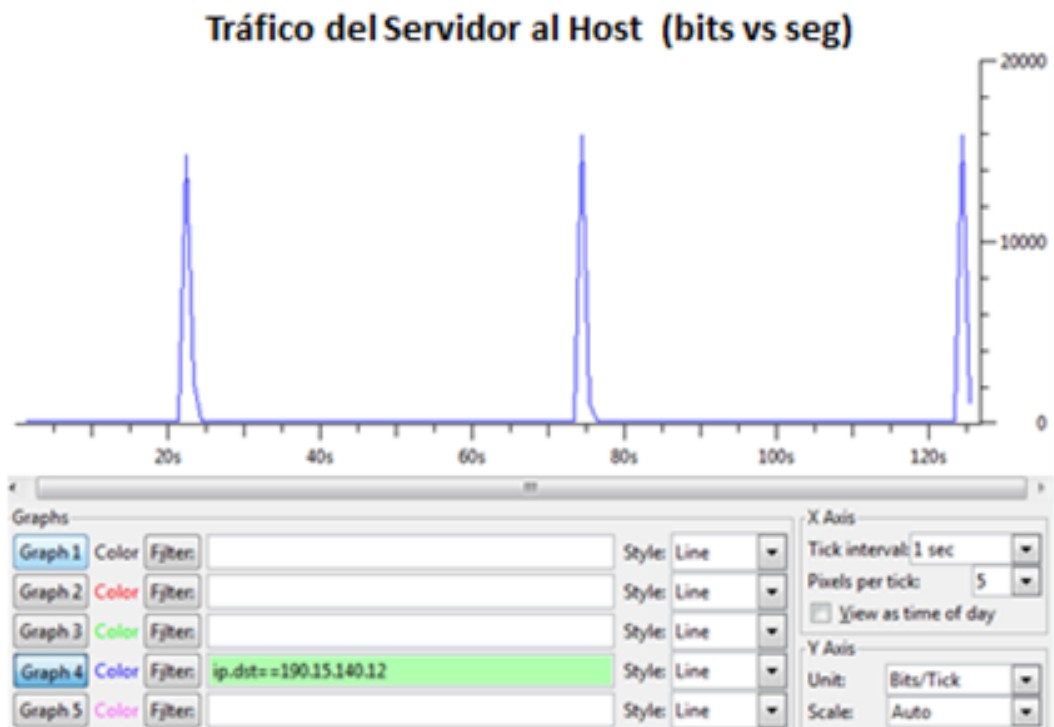 Tráfico del Servidor al Host (bits vs seg)
20000
10000
0
20s 40s 60s 80s 100s 120s
Graphs
Graph 1 Color Filter: Style: Line
Graph 2 Color Filter: Style: Line
Graph 3 Color Filter: Style: Line
Graph 4 Color Filter: ip.dst==190.15.140.12 Style: Line
Graph 5 Color Filter: Style: Line
X Axis
Tick interval: 1 sec
Pixels per tick: 5
View as time of day
Y Axis
Unit: Bits/Tick
Scale: Auto